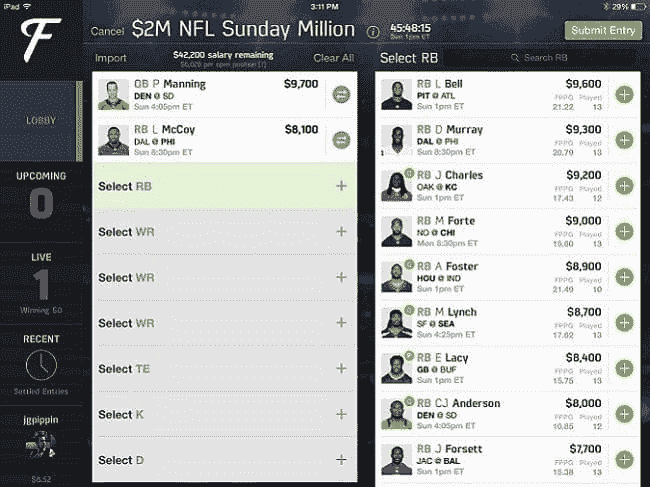 iPad
3:11 PM
29%
F
Cancel $2M NFL Sunday Million
45:48:15
Sun 1pm ET
Submit Entry
Import
$42,200 salary remaining
$6,028 per open position (7)
Clear All
Select RB
Search RB
LOBBY
UPCOMING
0
LIVE
1
Winning $0
RECENT
Settled Entries
jgpippin
$6.52
QB P Manning $9,700
DEN @ SD
Sun 4:05pm ET
RB L McCoy $8,100
DAL @ PHI
Sun 8:30pm ET
Select RB
Select WR
Select WR
Select WR
Select TE
Select K
Select D
RB L Bell $9,600
PIT @ ATL FPPG Played
Sun 1pm ET 21.22 13
RB D Murray $9,300
DAL @ PHI FPPG Played
Sun 8:30pm ET 20.79 13
RB J Charles $9,200
OAK @ KC FPPG Played
Sun 1pm ET 17.43 12
RB M Forte $9,000
NO @ CHI FPPG Played
Mon 8:30pm ET 13
RB A Foster $8,900
HOU @ IND FPPG Played
Sun 1pm ET 21.49 10
RB M Lynch $8,700
SF @ SEA FPPG Played
Sun 4:25pm ET 17.62 13
RB E Lacy $8,400
GB @ BUF FPPG Played
Sun 1pm ET 15.75 13
RB CJ Anderson $8,000
DEN @ SD FPPG Played
Sun 4:05pm ET 10.85 12
RB J Forsett $7,700
JAC @ BAL FPPG Played
Sun 1pm ET 15.38 13